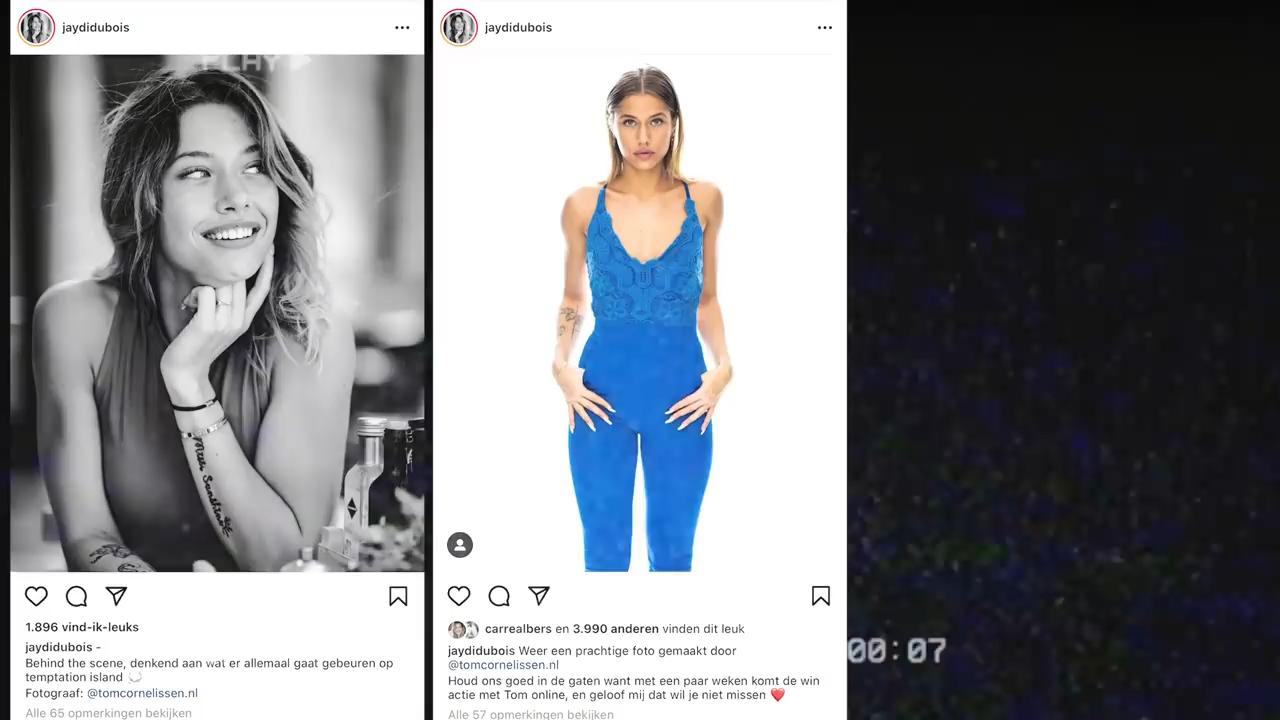 jaydidubois
PLAY
Miss Sunshine
1.896 vind-ik-leuks
jaydidubois -
Behind the scene, denkend aan wat er allemaal gaat gebeuren op
temptation island
Fotograaf: @tomcornelissen.nl
Alle 65 opmerkingen bekijken
jaydidubois
carrealbers en 3.990 anderen vinden dit leuk
jaydidubois Weer een prachtige foto gemaakt door
@tomcornelissen.nl
Houd ons goed in de gaten want met een paar weken komt de win
actie met Tom online, en geloof mij dat wil je niet missen ❤️
Alle 57 opmerkingen bekijken
00:07